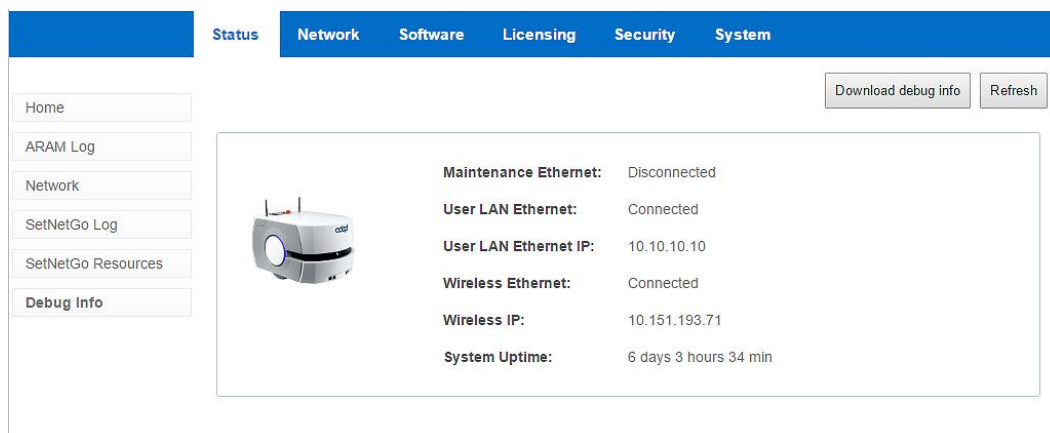 Status Network Software Licensing Security System
Download debug info Refresh
Home
ARAM Log
Network
SetNetGo Log
SetNetGo Resources
Debug Info
adept
Maintenance Ethernet: Disconnected
User LAN Ethernet: Connected
User LAN Ethernet IP: 10.10.10.10
Wireless Ethernet: Connected
Wireless IP: 10.151.193.71
System Uptime: 6 days 3 hours 34 min